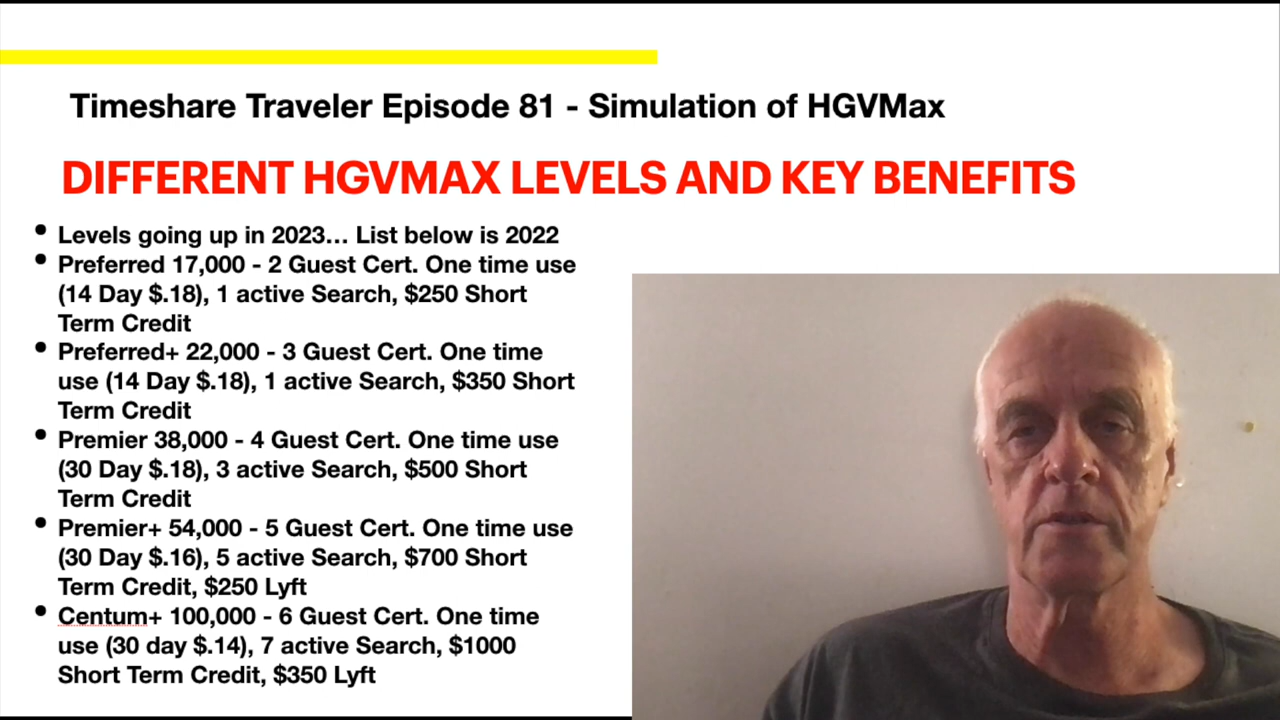 Timeshare Traveler Episode 81 - Simulation of HGVMax
DIFFERENT HGVMAX LEVELS AND KEY BENEFITS
• Levels going up in 2023... List below is 2022
• Preferred 17,000 - 2 Guest Cert. One time use
(14 Day $.18), 1 active Search, $250 Short
Term Credit
• Preferred+ 22,000 - 3 Guest Cert. One time
use (14 Day $.18), 1 active Search, $350 Short
Term Credit
• Premier 38,000 - 4 Guest Cert. One time use
(30 Day $.18), 3 active Search, $500 Short
Term Credit
• Premier+ 54,000 - 5 Guest Cert. One time use
(30 Day $.16), 5 active Search, $700 Short
Term Credit, $250 Lyft
• Centum+ 100,000 - 6 Guest Cert. One time
use (30 day $.14), 7 active Search, $1000
Short Term Credit, $350 Lyft